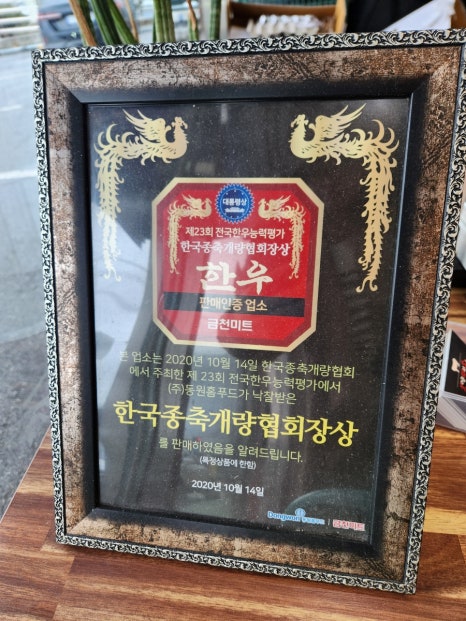 대통령상
제23회 전국한우능력평가
한국종축개량협회장상
한우
판매인증 업소
금천미트
본 업소는 2020년 10월 14일 한국종축개량협회
에서 주최한 제 23회 전국한우능력평가에서
(주)동원홈푸드가 낙찰받은
한국종축개량협회장상
를 판매하였음을 알려드립니다.
(특정상품에 한함)
2020년 10월 14일
Dongwon 금천미트